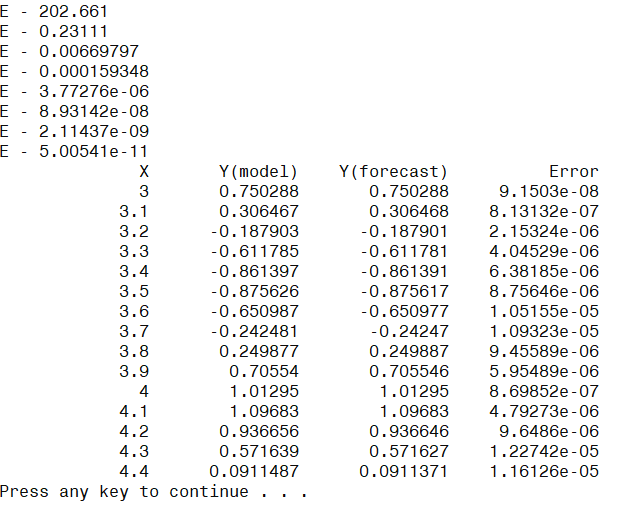 E - 202.661
E - 0.23111
E - 0.00669797
E - 0.000159348
E - 3.77276e-06
E - 8.93142e-08
E - 2.11437e-09
E - 5.00541e-11
X Y(model) Y(forecast) Error
3 0.750288 0.750288 9.1503e-08
3.1 0.306467 0.306468 8.13132e-07
3.2 -0.187903 -0.187901 2.15324e-06
3.3 -0.611785 -0.611781 4.04529e-06
3.4 -0.861397 -0.861391 6.38185e-06
3.5 -0.875626 -0.875617 8.75646e-06
3.6 -0.650987 -0.650977 1.05155e-05
3.7 -0.242481 -0.24247 1.09323e-05
3.8 0.249877 0.249887 9.45589e-06
3.9 0.70554 0.705546 5.95489e-06
4 1.01295 1.01295 8.69852e-07
4.1 1.09683 1.09683 4.79273e-06
4.2 0.936656 0.936646 9.6486e-06
4.3 0.571639 0.571627 1.22742e-05
4.4 0.0911487 0.0911371 1.16126e-05
Press any key to continue . . .